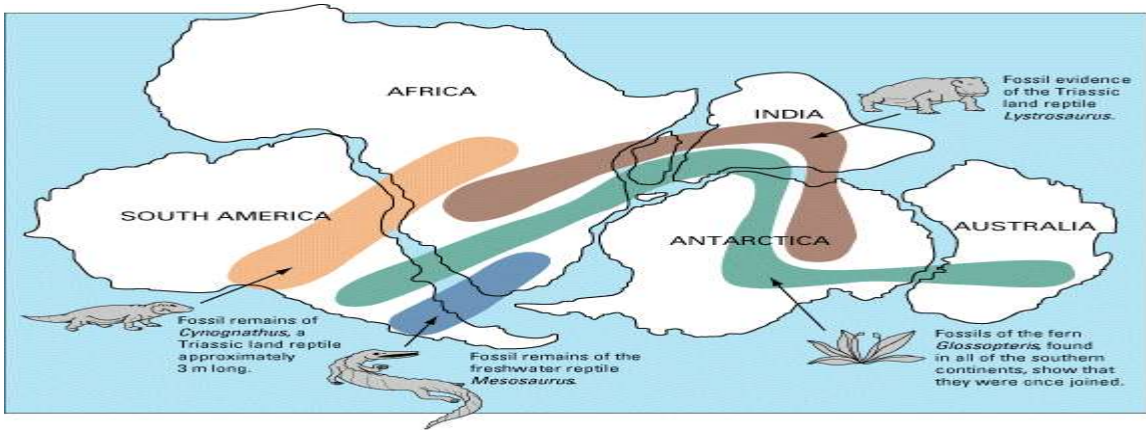 AFRICA
INDIA
SOUTH AMERICA
ANTARCTICA
AUSTRALIA
Fossil evidence
of the Triassic
land reptile
Lystrosaurus.
Fossil remains of
Cynognathus, a
Triassic land reptile
approximately
3 m long.
Fossil remains of the
freshwater reptile
Mesosaurus.
Fossils of the fern
Glossopteris, found
in all of the southern
continents, show that
they were once joined.